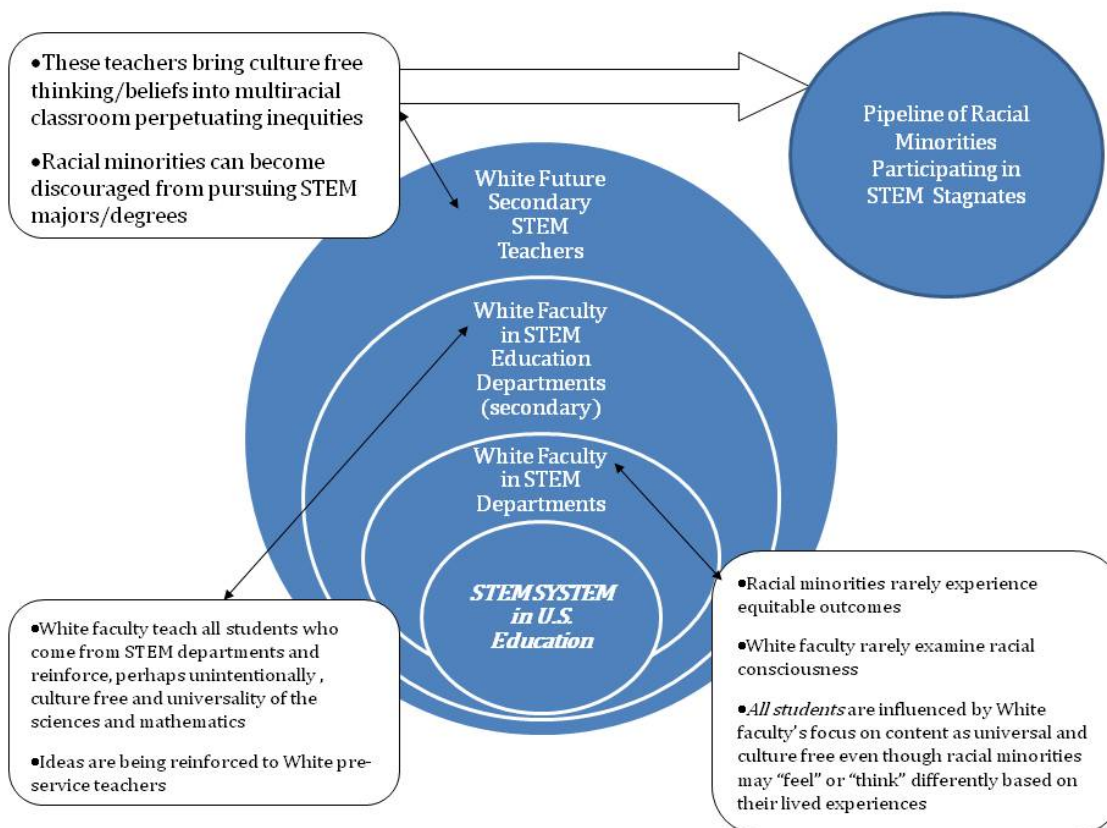 •These teachers bring culture free
thinking/beliefs into multiracial
classroom perpetuating inequities
•Racial minorities can become
discouraged from pursuing STEM
majors/degrees
Pipeline of Racial
Minorities
Participating in
STEM Stagnates
White Future
Secondary
STEM
Teachers
White Faculty
in STEM
Education
Departments
(secondary)
White Faculty
in STEM
Departments
STEM SYSTEM
in U.S.
Education
•White faculty teach all students who
come from STEM departments and
reinforce, perhaps unintentionally ,
culture free and universality of the
sciences and mathematics
•Ideas are being reinforced to White pre-
service teachers
•Racial minorities rarely experience
equitable outcomes
•White faculty rarely examine racial
consciousness
•All students are influenced by White
faculty's focus on content as universal and
culture free even though racial minorities
may "feel" or "think" differently based on
their lived experiences